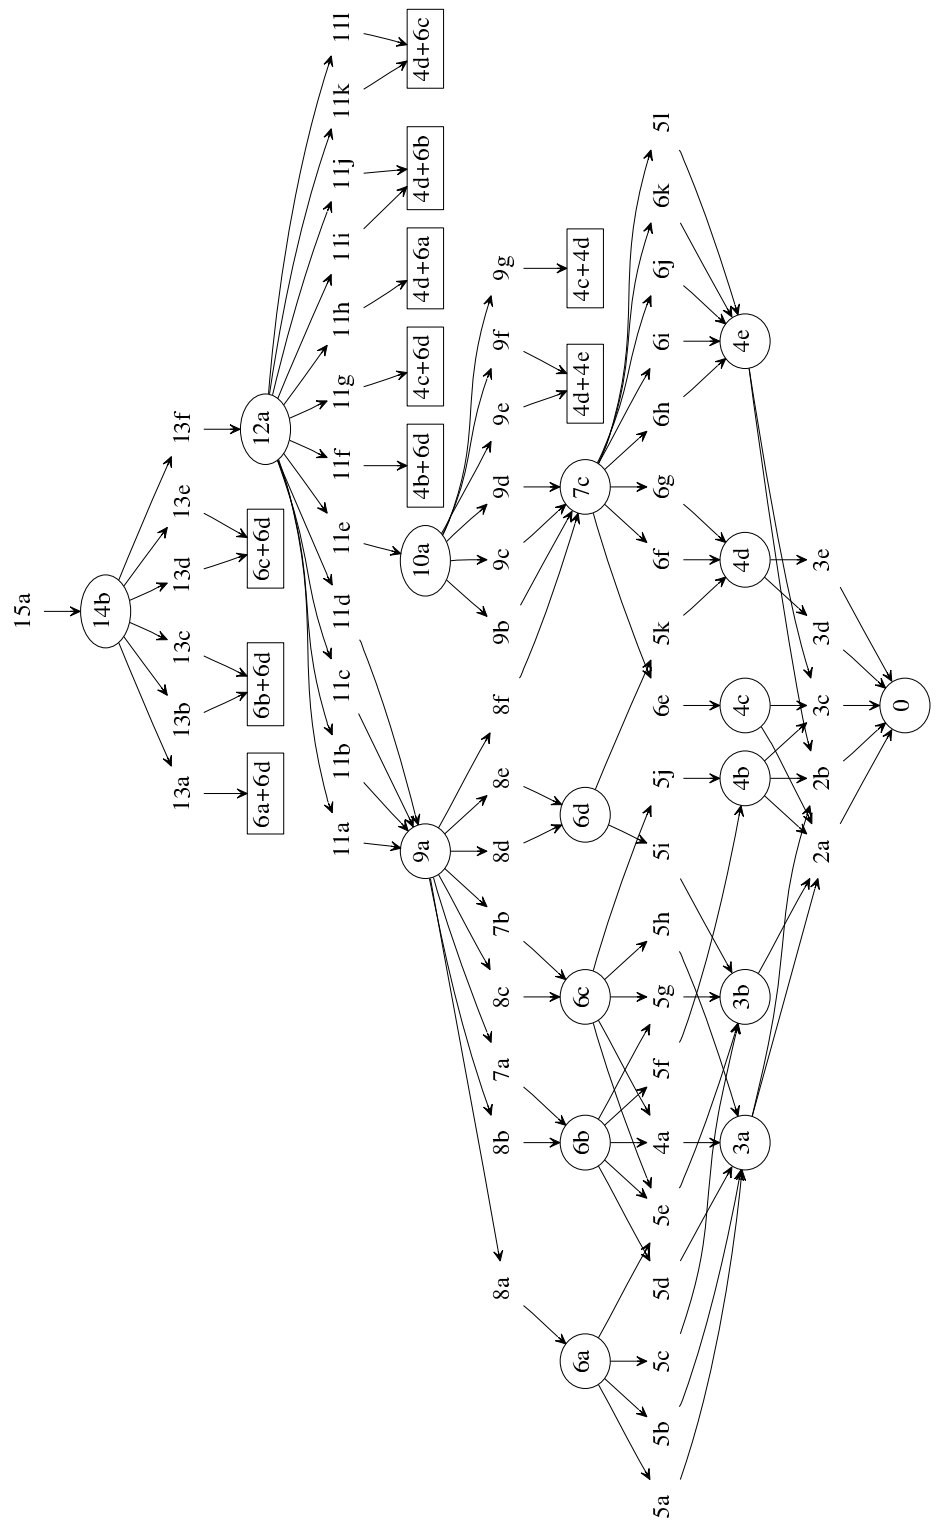 15a
14b
13a 13b 13c 13d 13e 13f
6a+6d 6b+6d 6c+6d 12a
11a 11b 11c 11d 11e 11f 11g 11h 11i 11j 11k 11l
9a 10a 4b+6d 4c+6d 4d+6a 4d+6b 4d+6c
8a 8b 7a 8c 7b 8d 8e 8f 9b 9c 9d 9e 9f 9g
6a 6b 6c 6d 7c 4d+4e 4c+4d
5a 5b 5c 5d 5e 4a 5f 5g 5h 5i 5j 6e 5k 6f 6g 6h 6i 6j 6k 5l
3a 3b 4b 4c 4d 4e
2a 2b 3c 3d 3e
0